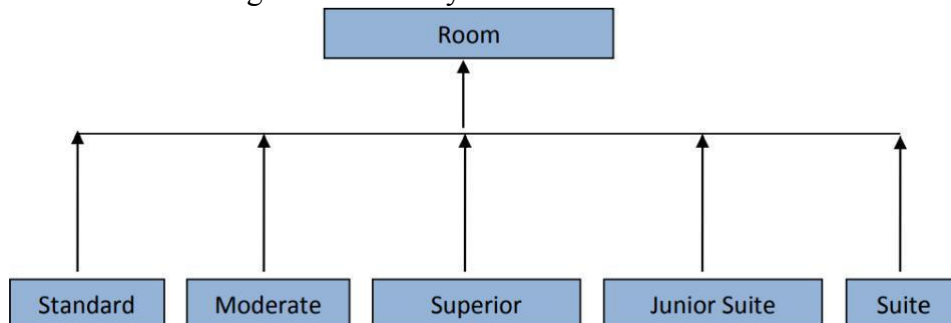 Room
Standard
Moderate
Superior
Junior Suite
Suite